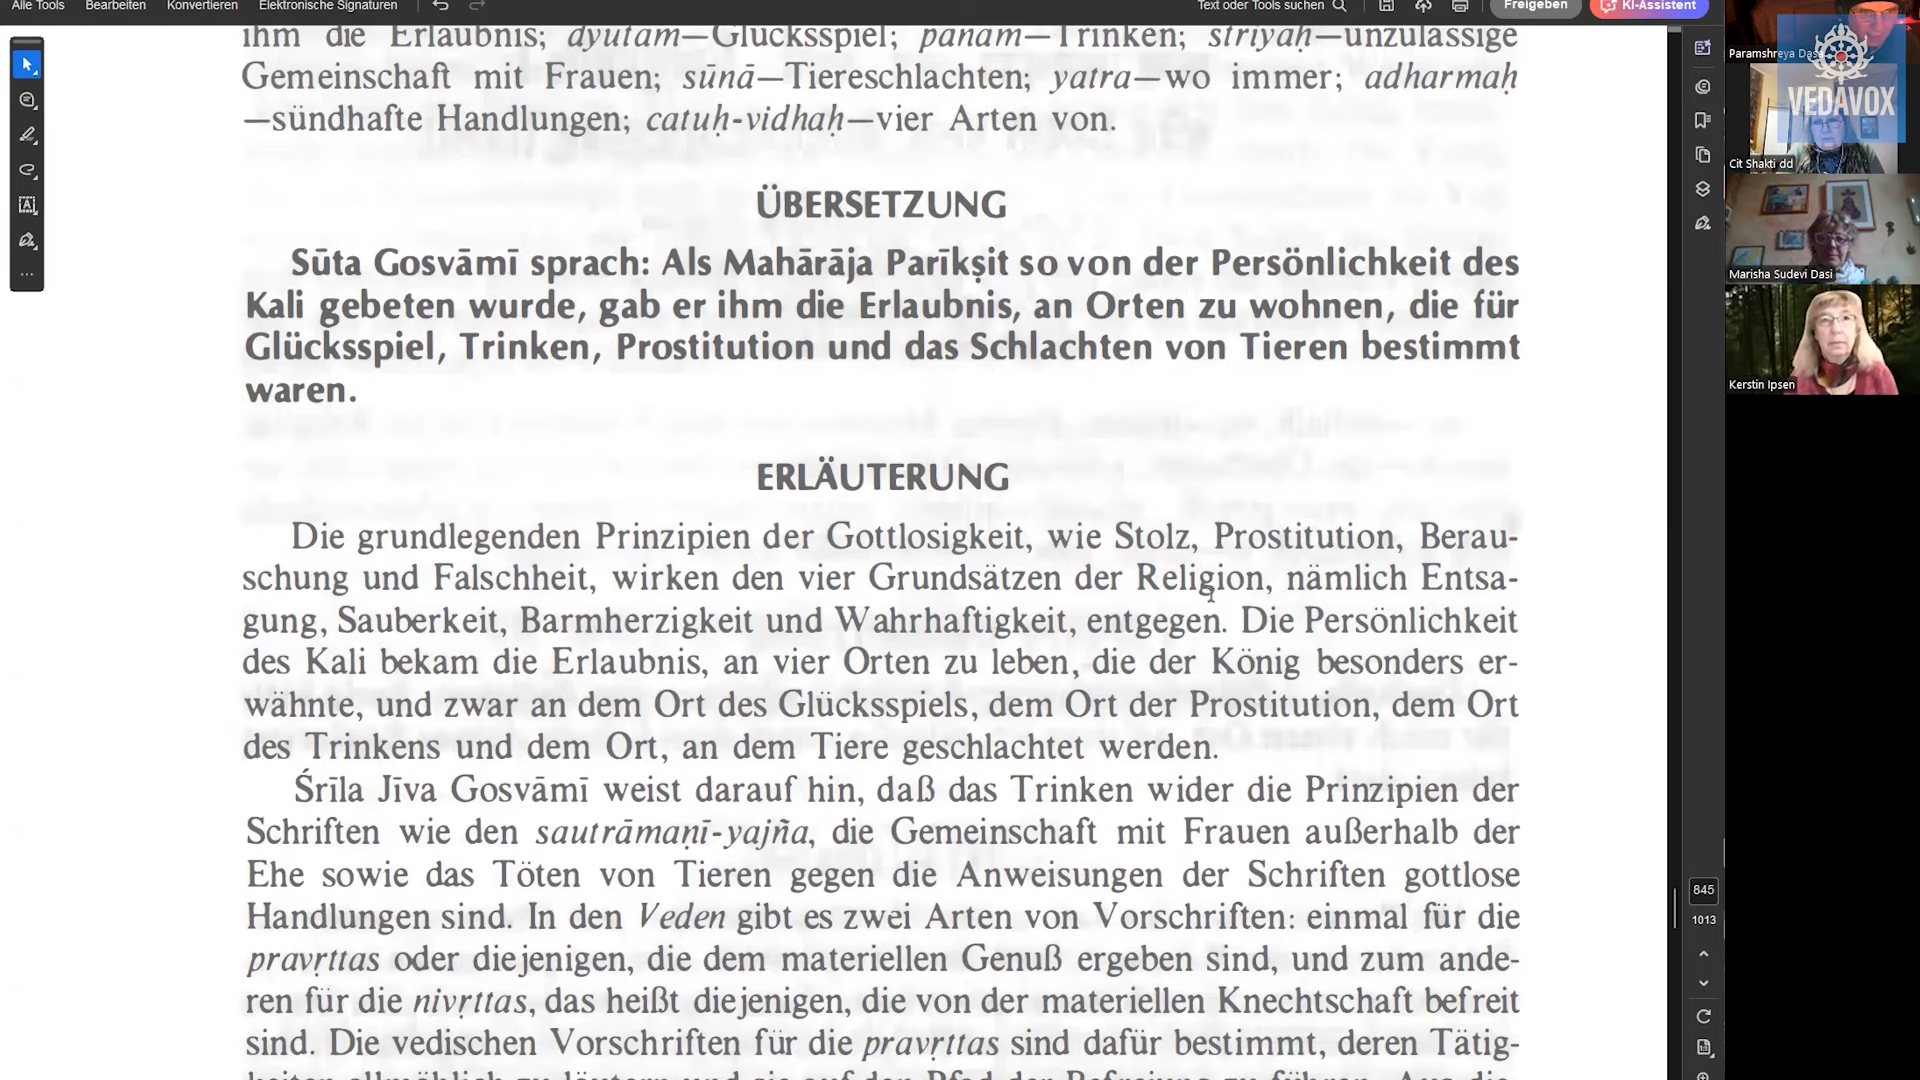 Alle Tools Bearbeiten Konvertieren Elektronische Signaturen Text oder Tools suchen Freigeben KI-Assistent
ihm die Erlaubnis; dyutam—Glücksspiel; pānam—Trinken; striyaḥ—unzulässige
Gemeinschaft mit Frauen; sūnā—Tiereschlachten; yatra—wo immer; adharmaḥ
—sündhafte Handlungen; catuḥ-vidhaḥ—vier Arten von.
ÜBERSETZUNG
Sūta Gosvāmī sprach: Als Mahārāja Parīkṣit so von der Persönlichkeit des
Kali gebeten wurde, gab er ihm die Erlaubnis, an Orten zu wohnen, die für
Glücksspiel, Trinken, Prostitution und das Schlachten von Tieren bestimmt
waren.
ERLÄUTERUNG
Die grundlegenden Prinzipien der Gottlosigkeit, wie Stolz, Prostitution, Berau-
schung und Falschheit, wirken den vier Grundsätzen der Religion, nämlich Entsa-
gung, Sauberkeit, Barmherzigkeit und Wahrhaftigkeit, entgegen. Die Persönlichkeit
des Kali bekam die Erlaubnis, an vier Orten zu leben, die der König besonders er-
wähnte, und zwar an dem Ort des Glücksspiels, dem Ort der Prostitution, dem Ort
des Trinkens und dem Ort, an dem Tiere geschlachtet werden.
Śrīla Jīva Gosvāmī weist darauf hin, daß das Trinken wider die Prinzipien der
Schriften wie den sautrāmaṇī-yajña, die Gemeinschaft mit Frauen außerhalb der
Ehe sowie das Töten von Tieren gegen die Anweisungen der Schriften gottlose
Handlungen sind. In den Veden gibt es zwei Arten von Vorschriften: einmal für die
pravṛttas oder diejenigen, die dem materiellen Genuß ergeben sind, und zum ande-
ren für die nivṛttas, das heißt diejenigen, die von der materiellen Knechtschaft befreit
sind. Die vedischen Vorschriften für die pravṛttas sind dafür bestimmt, deren Tätig-
845
1013
Paramshreya Dasa
VEDAVOX
Cit Shakti dd
Marisha Sudevi Dasi
Kerstin Ipsen